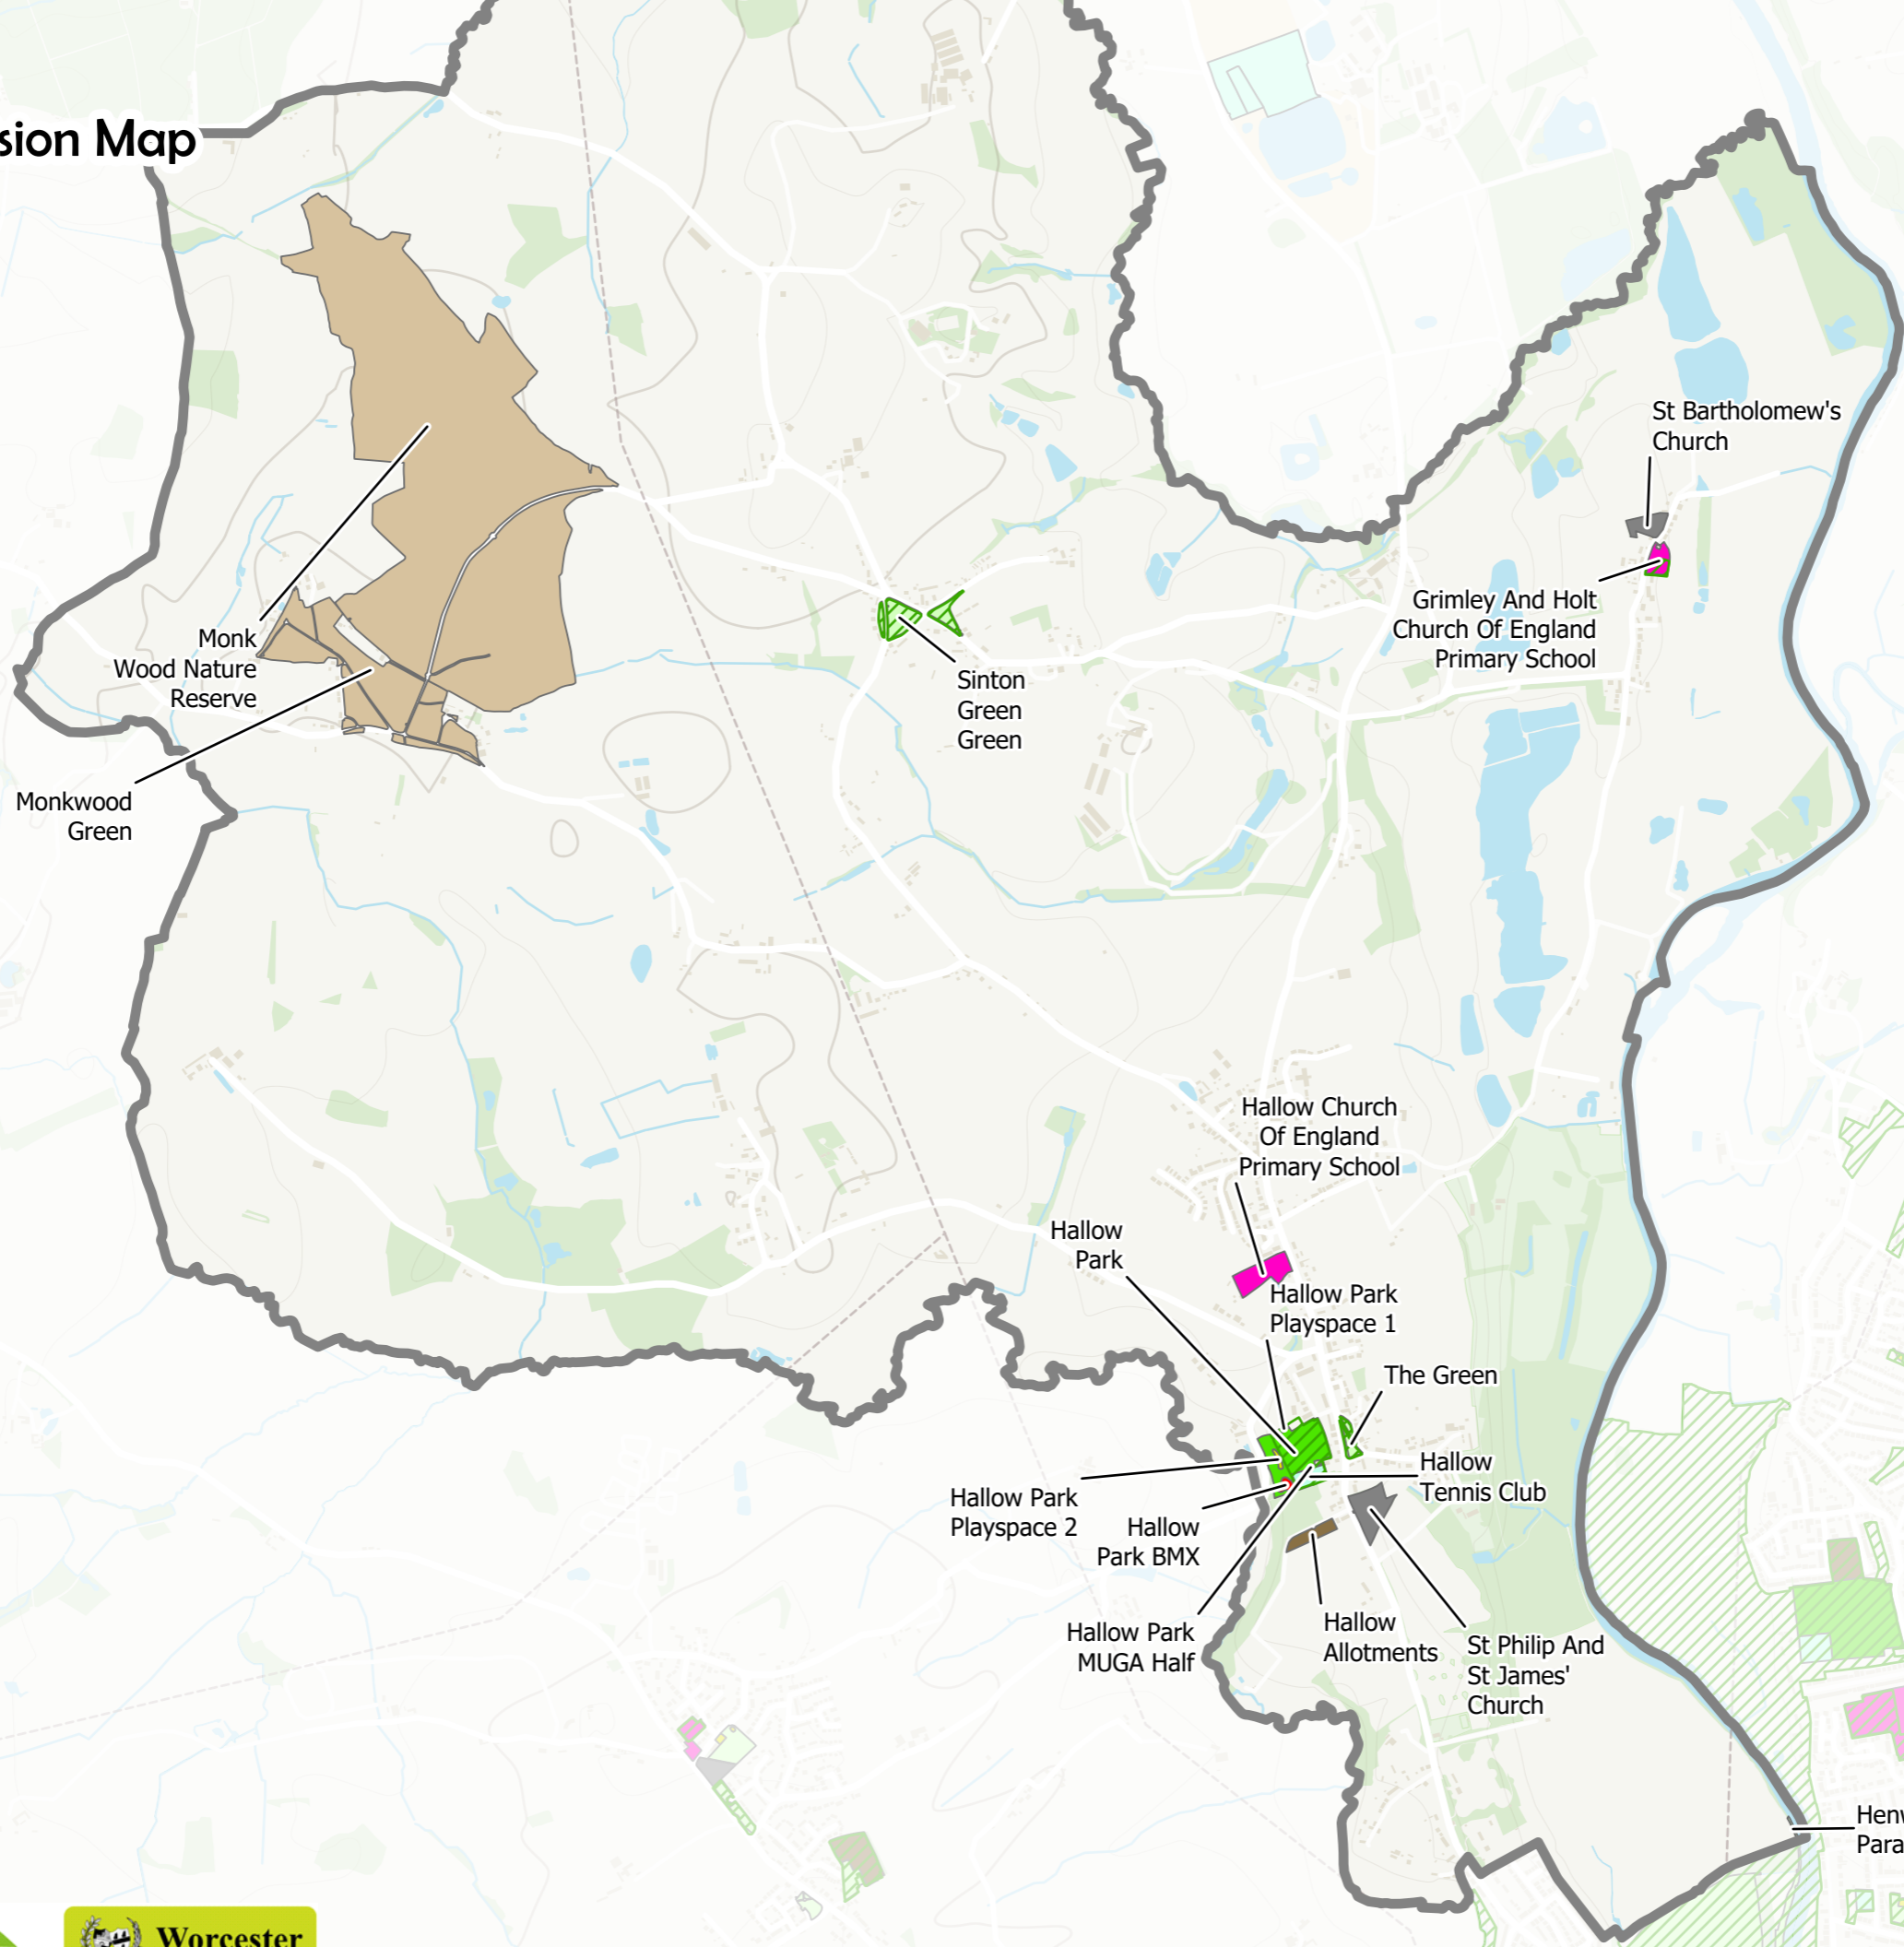 sion Map
St Bartholomew's
Church
Grimley And Holt
Church Of England
Primary School
Monk
Wood Nature
Reserve
Sinton
Green
Green
Monkwood
Green
Hallow Church
Of England
Primary School
Hallow
Park
Hallow Park
Playspace 1
The Green
Hallow
Tennis Club
Hallow Park
Playspace 2
Hallow
Park BMX
Hallow Park
MUGA Half
Hallow
Allotments
St Philip And
St James'
Church
Para
Worcester